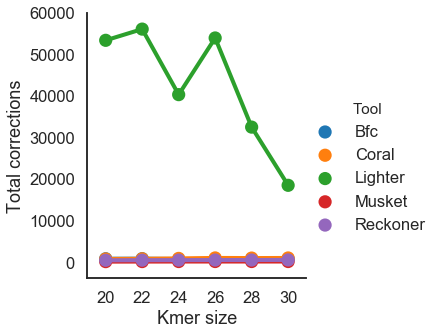 60000
50000
40000
30000
20000
10000
0
Total corrections
20 22 24 26 28 30
Kmer size
Tool
Bfc
Coral
Lighter
Musket
Reckoner